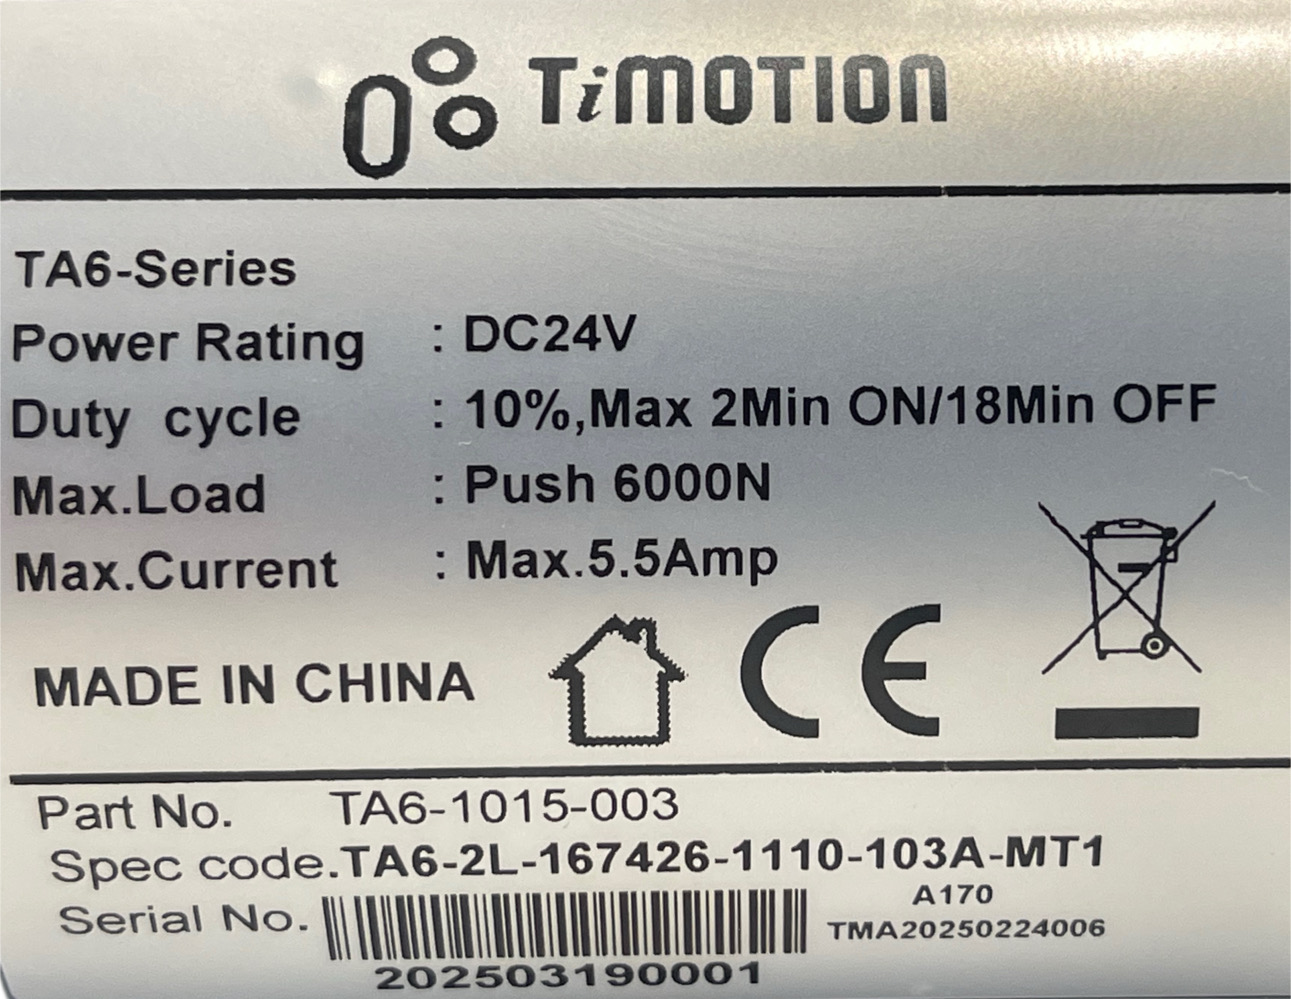 TiMOTION
TA6-Series
Power Rating : DC24V
Duty cycle : 10%,Max 2Min ON/18Min OFF
Max.Load : Push 6000N
Max.Current : Max.5.5Amp
MADE IN CHINA
CE
Part No. TA6-1015-003
Spec code.TA6-2L-167426-1110-103A-MT1
A170
Serial No.
TMA20250224006
202503190001